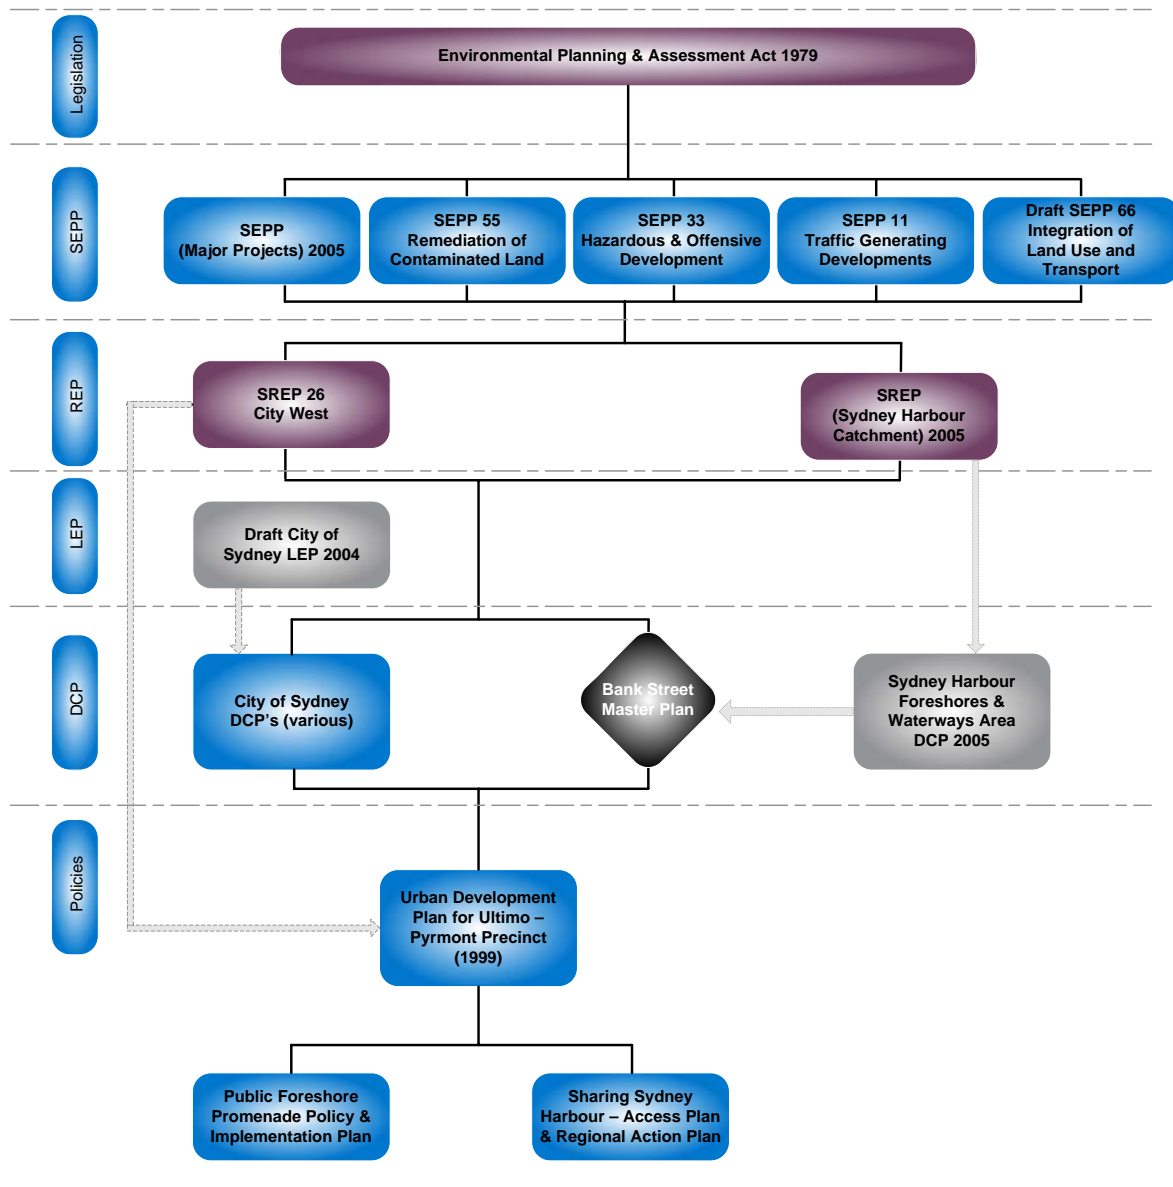 Legislation
Environmental Planning & Assessment Act 1979
SEPP
SEPP
(Major Projects) 2005
SEPP 55
Remediation of
Contaminated Land
SEPP 33
Hazardous & Offensive
Development
SEPP 11
Traffic Generating
Developments
Draft SEPP 66
Integration of
Land Use and
Transport
REP
SREP 26
City West
SREP
(Sydney Harbour
Catchment) 2005
LEP
Draft City of
Sydney LEP 2004
DCP
City of Sydney
DCP's (various)
Bank Street
Master Plan
Sydney Harbour
Foreshores &
Waterways Area
DCP 2005
Policies
Urban Development
Plan for Ultimo –
Pyrmont Precinct
(1999)
Public Foreshore
Promenade Policy &
Implementation Plan
Sharing Sydney
Harbour – Access Plan
& Regional Action Plan